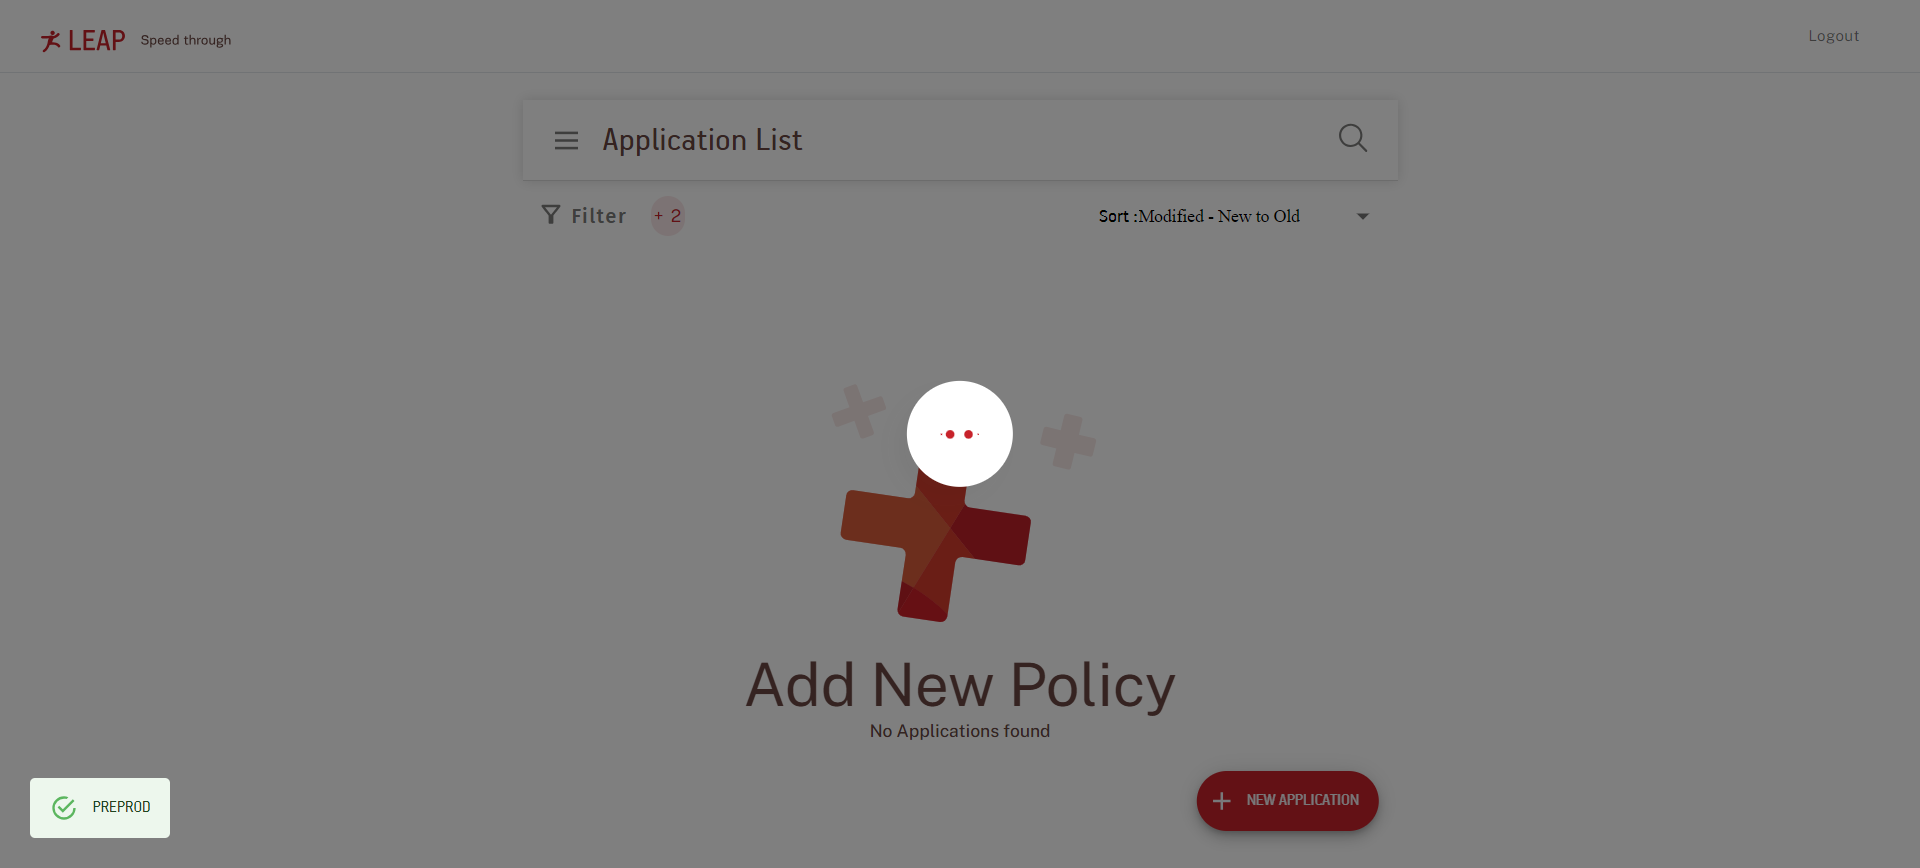 LEAP Speed through
Logout
Application List
Filter + 2
Sort :Modified - New to Old
Add New Policy
No Applications found
PREPROD
NEW APPLICATION